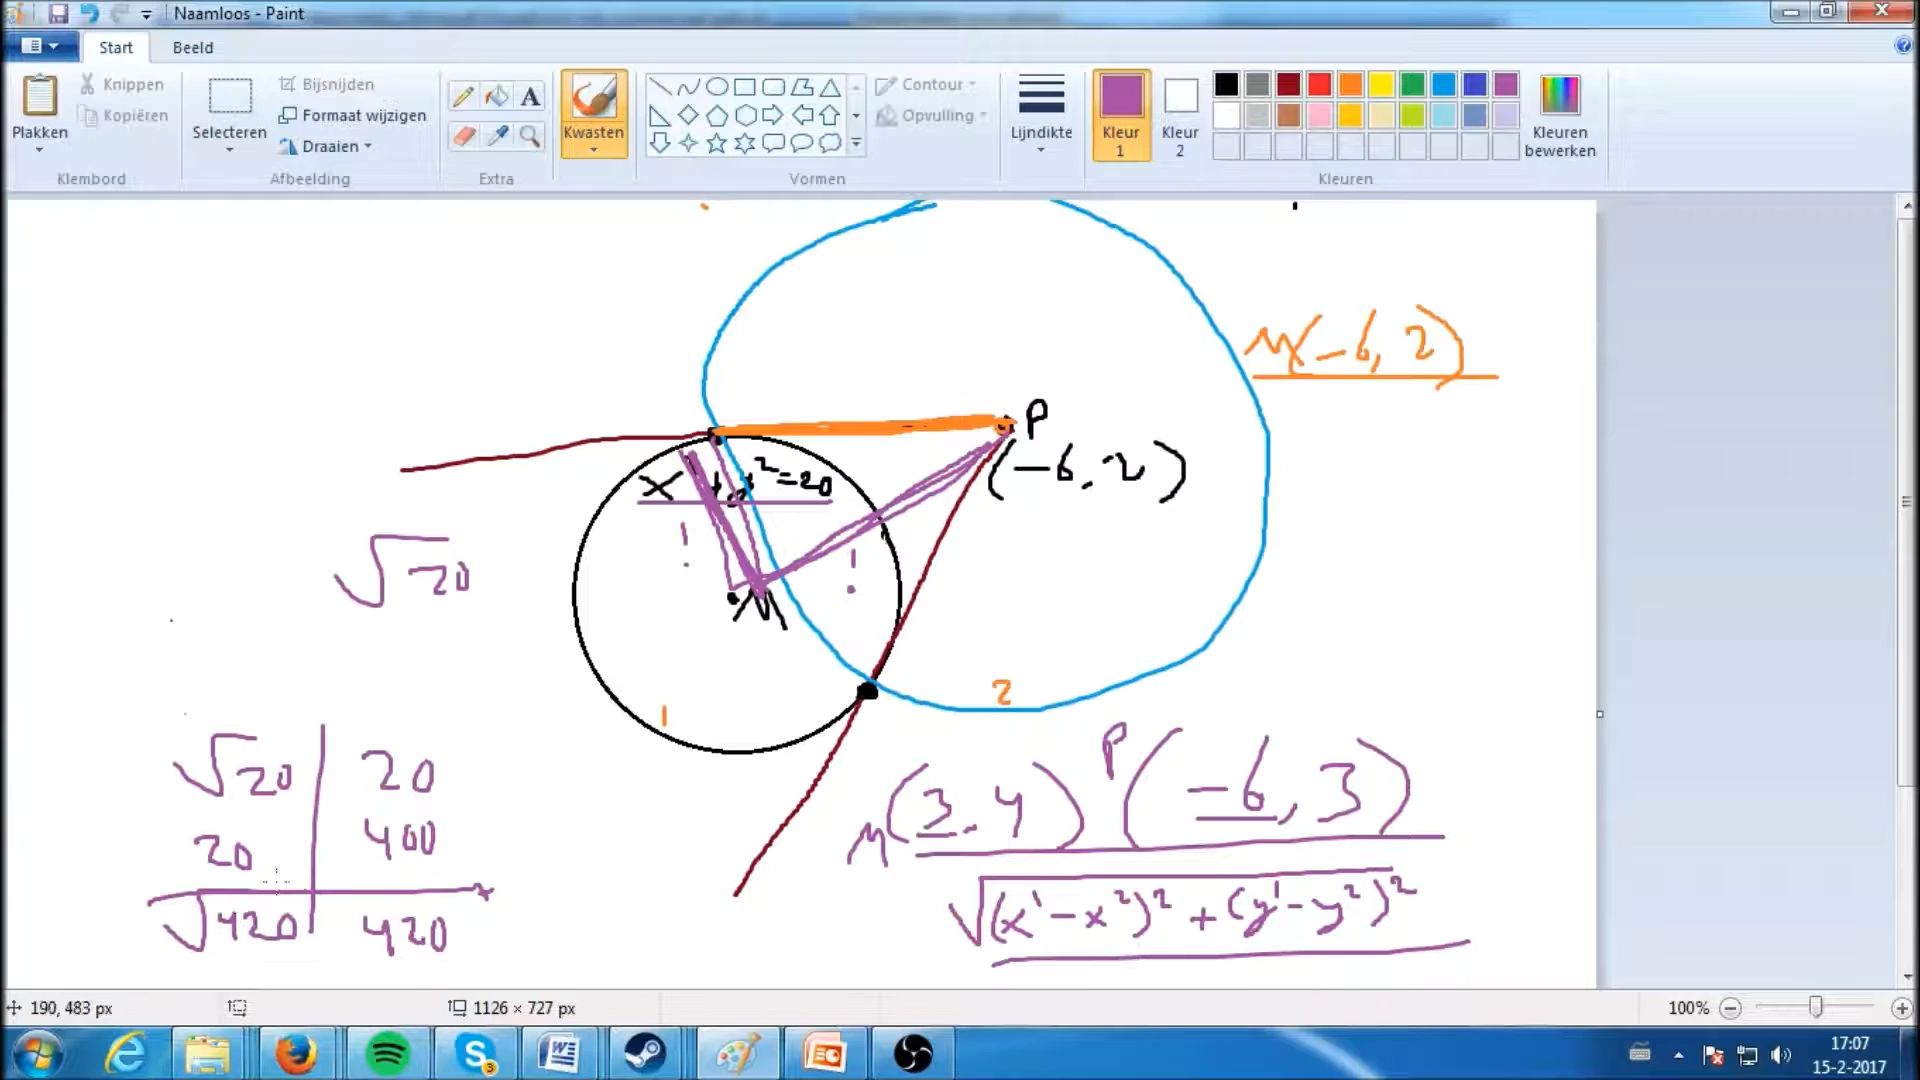 Naamloos - Paint
Start Beeld
Plakken
Knippen
Kopiëren
Klembord
Selecteren
Bijsnijden
Formaat wijzigen
Draaien
Afbeelding
Extra
Kwasten
Vormen
Contour
Opvulling
Lijndikte
Kleur 1
Kleur 2
Kleuren bewerken
Kleuren
M(-6, 2)
P
(-6, 2)
²=20
√20
M
1
2
√20 | 20
20 | 400
√420 | 420
M(3, 4) P(-6, 3)
√(x¹-x²)² + (y¹-y²)²
190, 483 px
1126 × 727 px
100%
3
17:07
15-2-2017